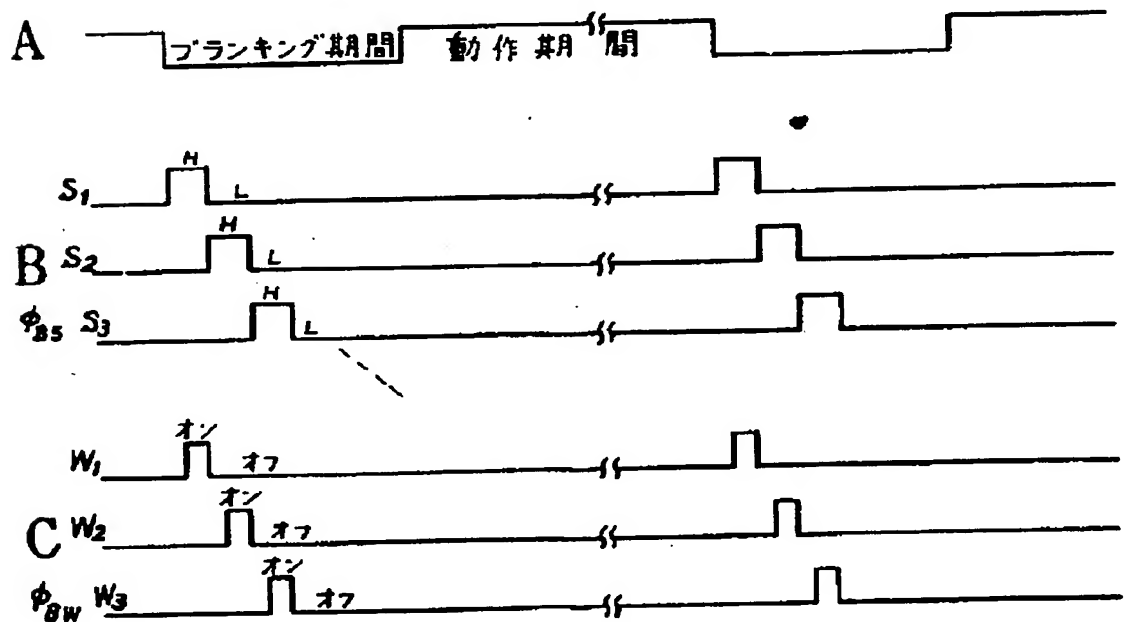 A ブランキング期間 動作期間
H
S1 L
H
B S2 L
H
φBS S3 L
オン
W1 オフ
オン
C W2 オフ
オン
φBW W3 オフ